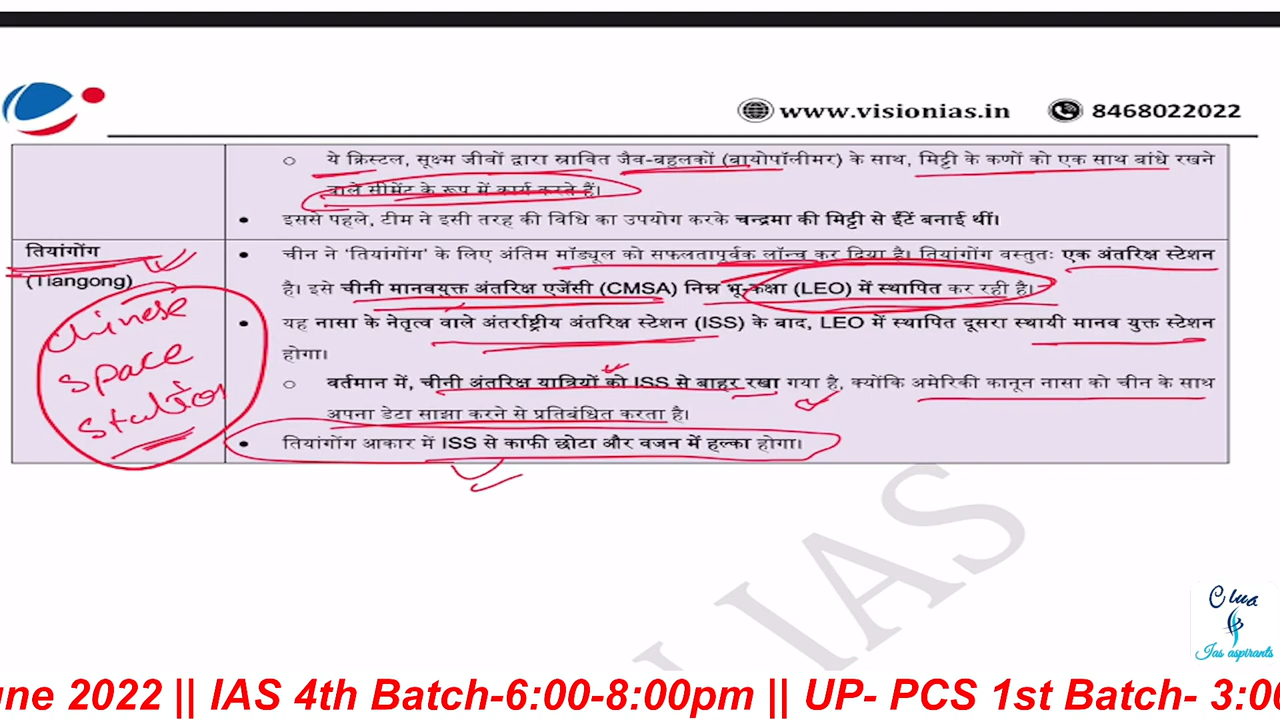 www.visionias.in 8468022022
○ ये क्रिस्टल, सूक्ष्म जीवों द्वारा स्रावित जैव-बहुलकों (बायोपॉलीमर) के साथ, मिट्टी के कणों को एक साथ बांधे रखने
वाले सीमेंट के रूप में कार्य करते हैं।
• इससे पहले, टीम ने इसी तरह की विधि का उपयोग करके चन्द्रमा की मिट्टी से ईंटें बनाई थीं।
तियांगोंग
(Tiangong)
• चीन ने 'तियांगोंग' के लिए अंतिम मॉड्यूल को सफलतापूर्वक लॉन्च कर दिया है। तियांगोंग वस्तुतः एक अंतरिक्ष स्टेशन
है। इसे चीनी मानवयुक्त अंतरिक्ष एजेंसी (CMSA) निम्न भू-कक्षा (LEO) में स्थापित कर रही है।
• यह नासा के नेतृत्व वाले अंतर्राष्ट्रीय अंतरिक्ष स्टेशन (ISS) के बाद, LEO में स्थापित दूसरा स्थायी मानव युक्त स्टेशन
होगा।
○ वर्तमान में, चीनी अंतरिक्ष यात्रियों को ISS से बाहर रखा गया है, क्योंकि अमेरिकी कानून नासा को चीन के साथ
अपना डेटा साझा करने से प्रतिबंधित करता है।
• तियांगोंग आकार में ISS से काफी छोटा और वजन में हल्का होगा।
Chinese
Space
Station
N IAS
Clua
Ias aspirants
une 2022 || IAS 4th Batch-6:00-8:00pm || UP- PCS 1st Batch- 3:00